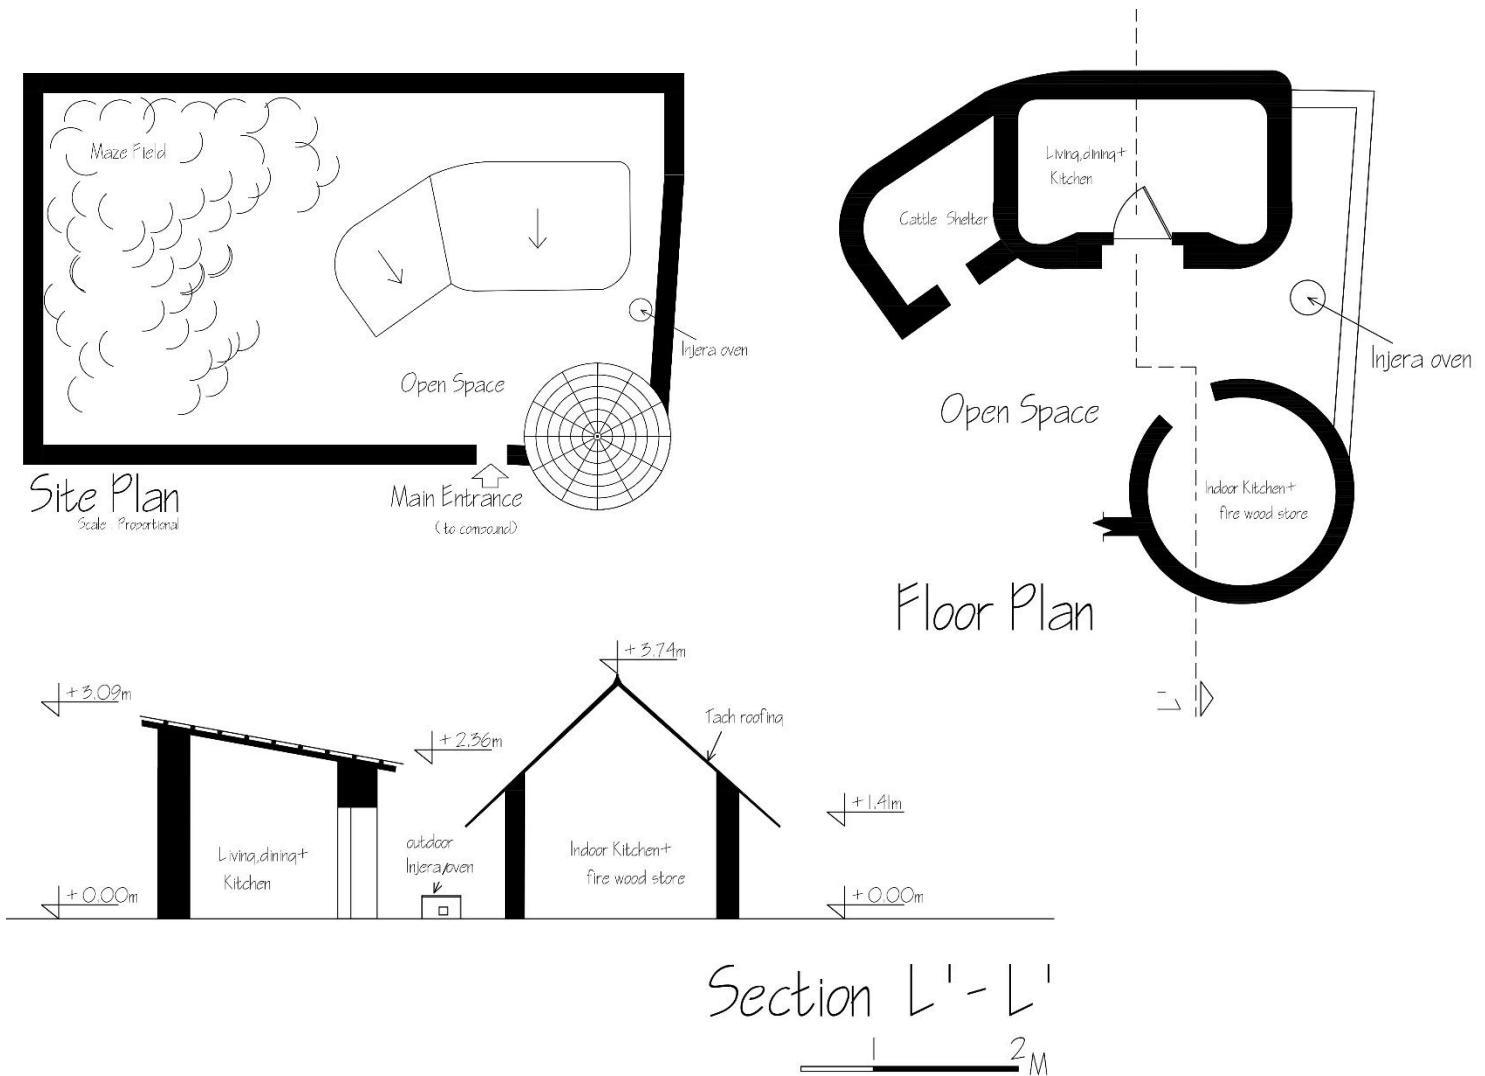 Maze Field
Open Space
Injera oven
Main Entrance
(to compound)
Site Plan
Scale : Proportional
Living,dining+
Kitchen
Cattle Shelter
Injera oven
Open Space
Indoor Kitchen+
fire wood store
Floor Plan
L'
+3.09m
+0.00m
Living,dining+
Kitchen
+2.36m
outdoor
Injera/oven
+3.74m
Tach roofing
Indoor Kitchen+
fire wood store
+1.41m
+0.00m
Section L'-L'
1 2 M